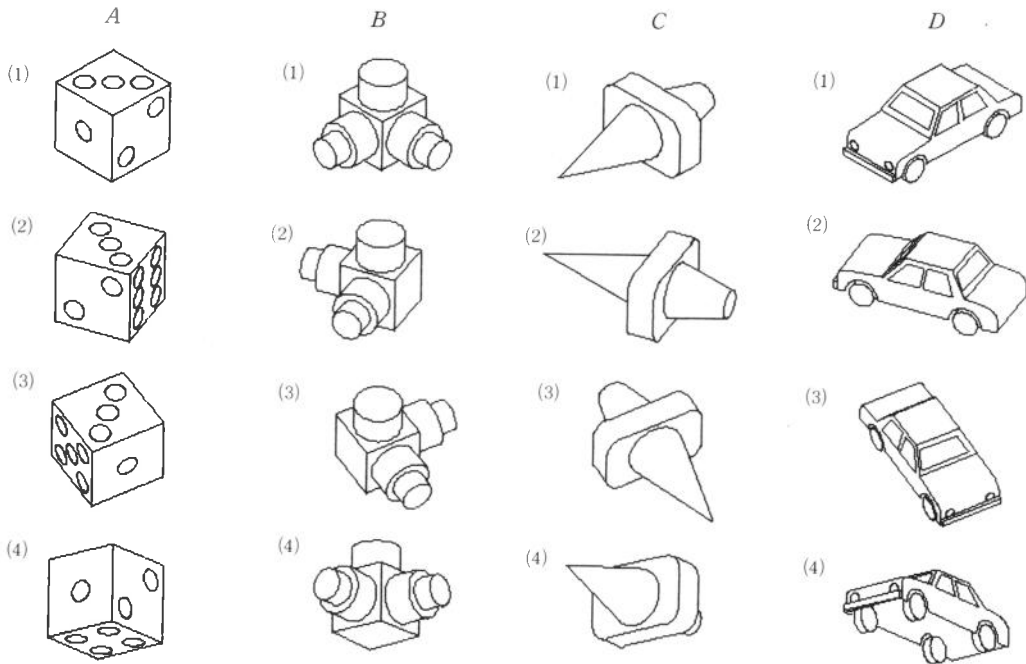 A B C D
(1) (1) (1) (1)
(2) (2) (2) (2)
(3) (3) (3) (3)
(4) (4) (4) (4)